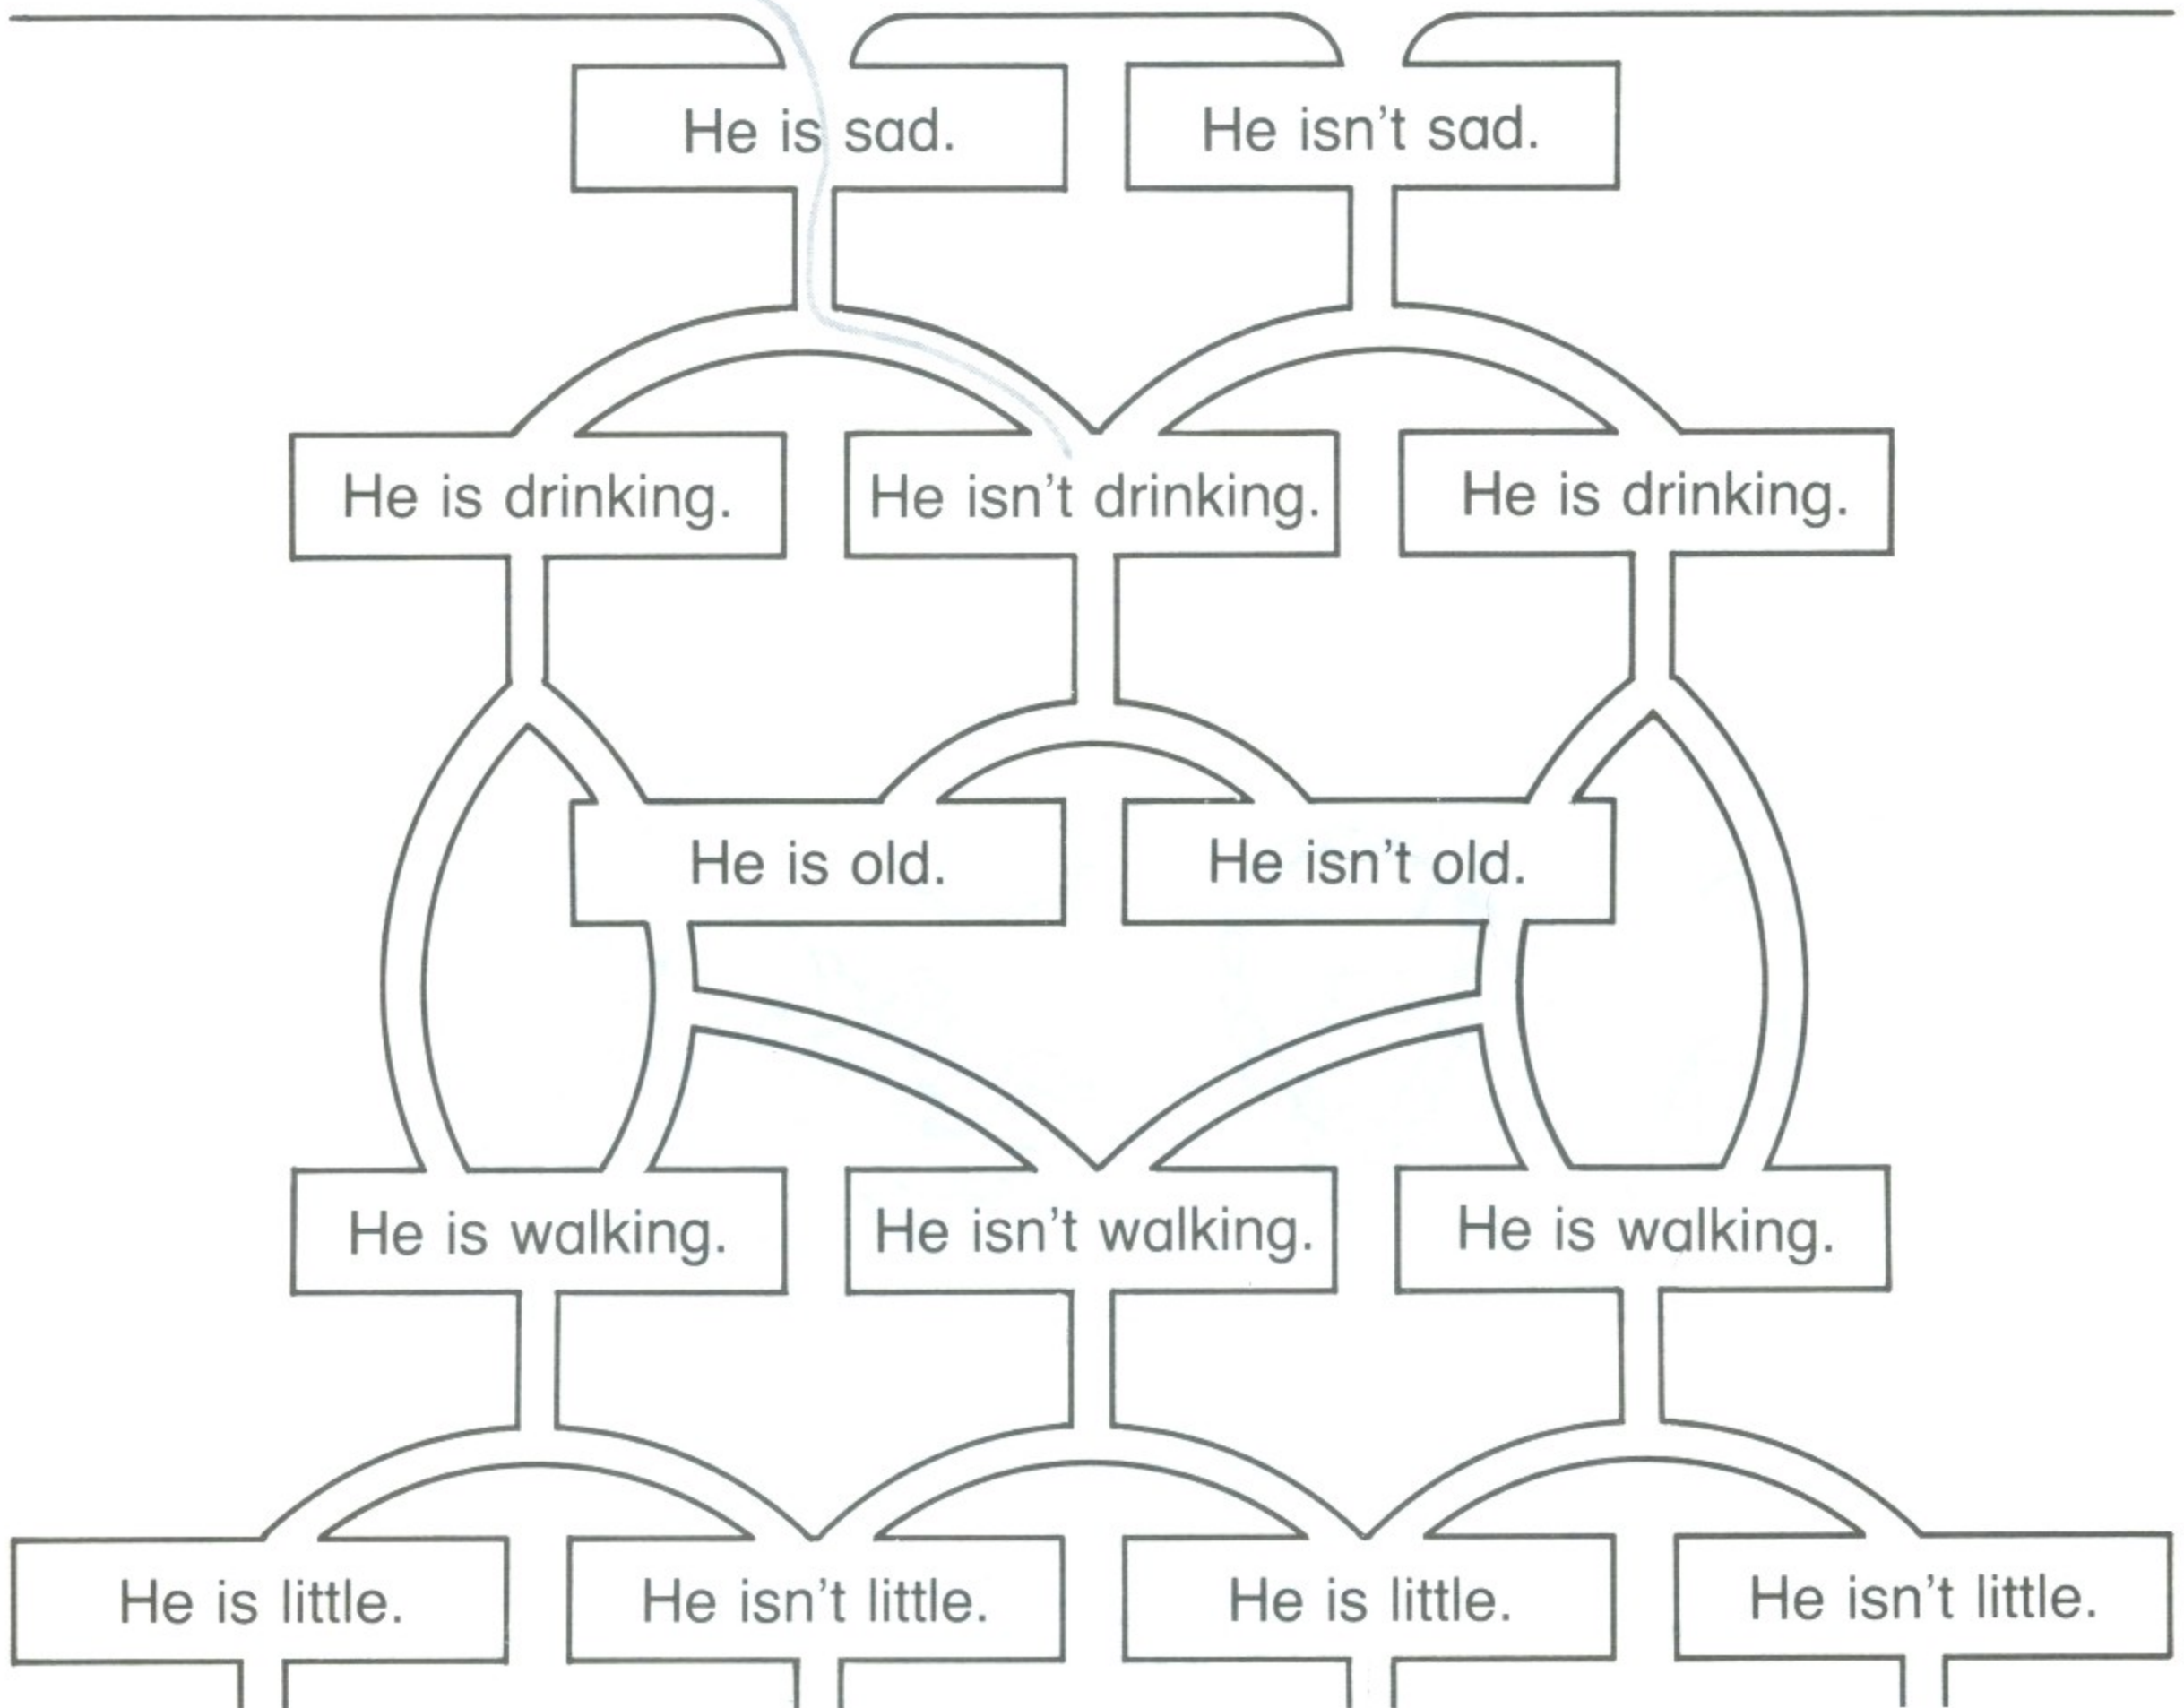 He is sad.
He isn't sad.
He is drinking.
He isn't drinking.
He is drinking.
He is old.
He isn't old.
He is walking.
He isn't walking.
He is walking.
He is little.
He isn't little.
He is little.
He isn't little.